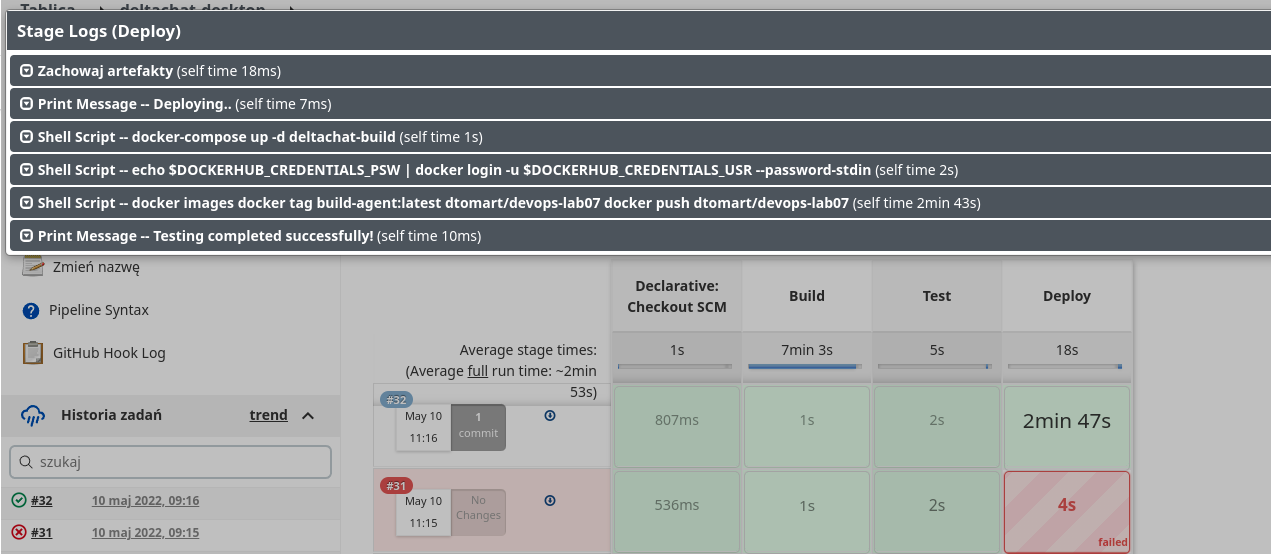 Tablica deltachat-desktop
Stage Logs (Deploy)
Zachowaj artefakty (self time 18ms)
Print Message -- Deploying.. (self time 7ms)
Shell Script -- docker-compose up -d deltachat-build (self time 1s)
Shell Script -- echo $DOCKERHUB_CREDENTIALS_PSW | docker login -u $DOCKERHUB_CREDENTIALS_USR --password-stdin (self time 2s)
Shell Script -- docker images docker tag build-agent:latest dtomart/devops-lab07 docker push dtomart/devops-lab07 (self time 2min 43s)
Print Message -- Testing completed successfully! (self time 10ms)
Zmień nazwę
Pipeline Syntax
GitHub Hook Log
Historia zadań trend
szukaj
#32 10 maj 2022, 09:16
#31 10 maj 2022, 09:15
Declarative:
Checkout SCM
Build
Test
Deploy
Average stage times:
(Average full run time: ~2min
53s)
1s
7min 3s
5s
18s
#32
May 10
11:16
1
commit
807ms
1s
2s
2min 47s
#31
May 10
11:15
No
Changes
536ms
1s
2s
4s
failed